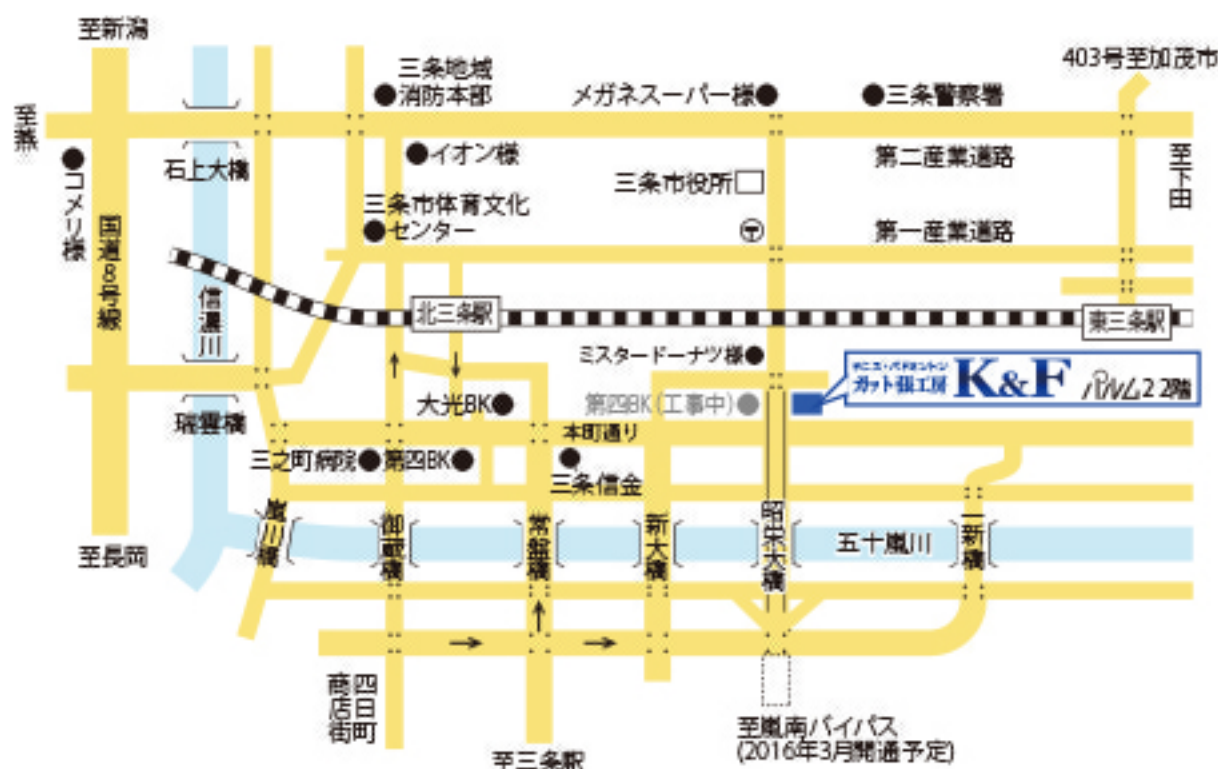 至新潟
403号至加茂市
三条地域
消防本部
メガネスーパー様
三条警察署
至燕
コメリ様
石上大橋
イオン様
第二産業道路
至下田
三条市役所
国道8号線
三条市体育文化
センター
〒
第一産業道路
信濃川
北三条駅
東三条駅
ミスタードーナツ様
テニス・バドミントン
ガット張工房
K&F
パルム2 2階
大光BK
第四BK(工事中)
瑞雲橋
本町通り
三之町病院
第四BK
三条信金
嵐川橋
御蔵橋
常盤橋
新大橋
昭栄大橋
五十嵐川
一新橋
至長岡
四日町
商店街
至三条駅
至嵐南バイパス
(2016年3月開通予定)